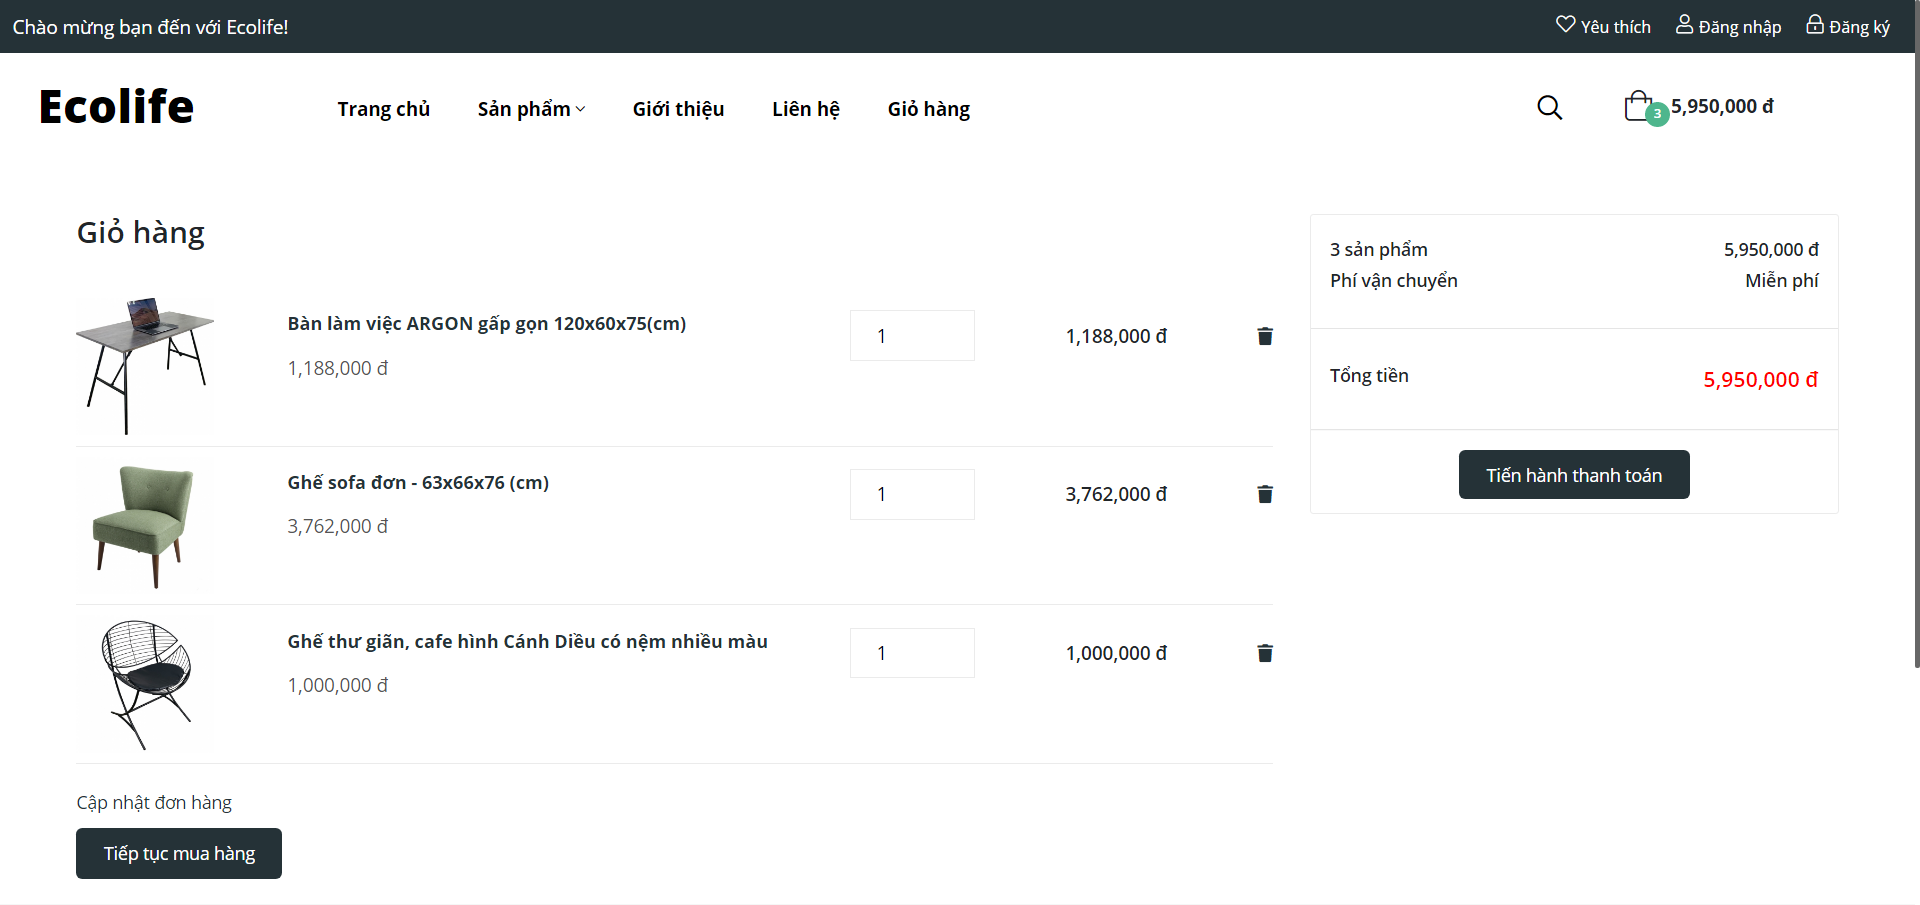 Chào mừng bạn đến với Ecolife!
Yêu thích
Đăng nhập
Đăng ký
Ecolife
Trang chủ
Sản phẩm
Giới thiệu
Liên hệ
Giỏ hàng
3
5,950,000 đ
Giỏ hàng
Bàn làm việc ARGON gấp gọn 120x60x75(cm)
1,188,000 đ
1
1,188,000 đ
Ghế sofa đơn - 63x66x76 (cm)
3,762,000 đ
1
3,762,000 đ
Ghế thư giãn, cafe hình Cánh Diều có nệm nhiều màu
1,000,000 đ
1
1,000,000 đ
Cập nhật đơn hàng
Tiếp tục mua hàng
3 sản phẩm 5,950,000 đ
Phí vận chuyển Miễn phí
Tổng tiền 5,950,000 đ
Tiến hành thanh toán